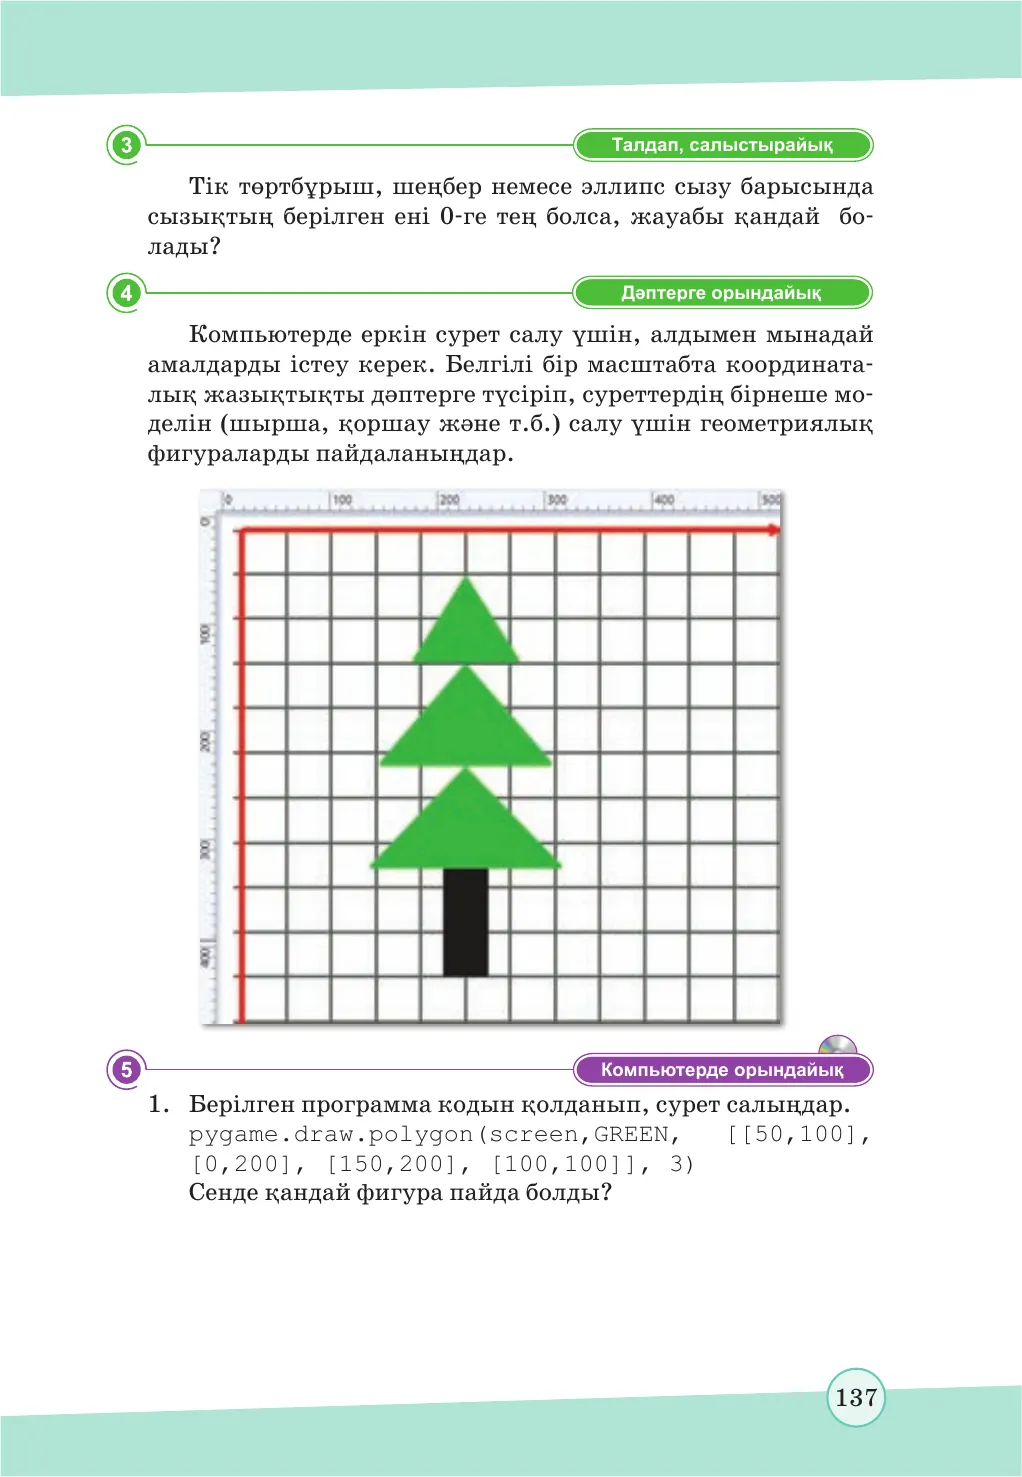 3 Талдап, салыстырайық
Тік төртбұрыш, шеңбер немесе эллипс сызу барысында
сызықтың берілген ені 0-ге тең болса, жауабы қандай бо-
лады?
4 Дәптерге орындайық
Компьютерде еркін сурет салу үшін, алдымен мынадай
амалдарды істеу керек. Белгілі бір масштабта координата-
лық жазықтықты дәптерге түсіріп, суреттердің бірнеше мо-
делін (шырша, қоршау және т.б.) салу үшін геометриялық
фигураларды пайдаланыңдар.
0 100 200 300 400 500
0
100
200
300
400
5 Компьютерде орындайық
1. Берілген программа кодын қолданып, сурет салыңдар.
pygame.draw.polygon(screen,GREEN, [[50,100],
[0,200], [150,200], [100,100]], 3)
Сенде қандай фигура пайда болды?
137